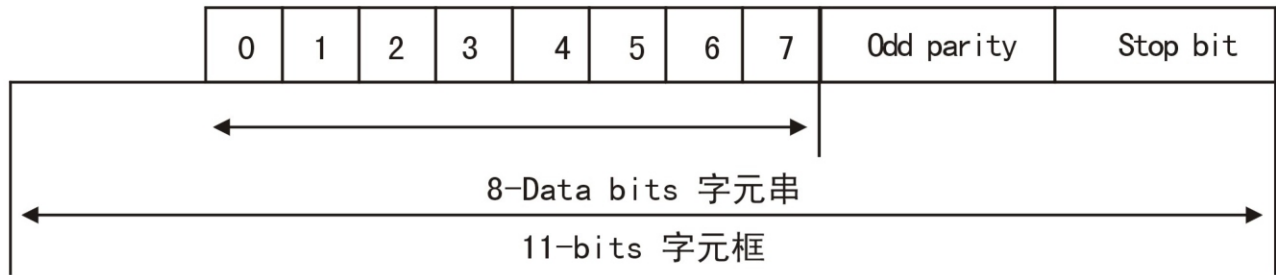 0 1 2 3 4 5 6 7 Odd parity Stop bit
8-Data bits 字元串
11-bits 字元框